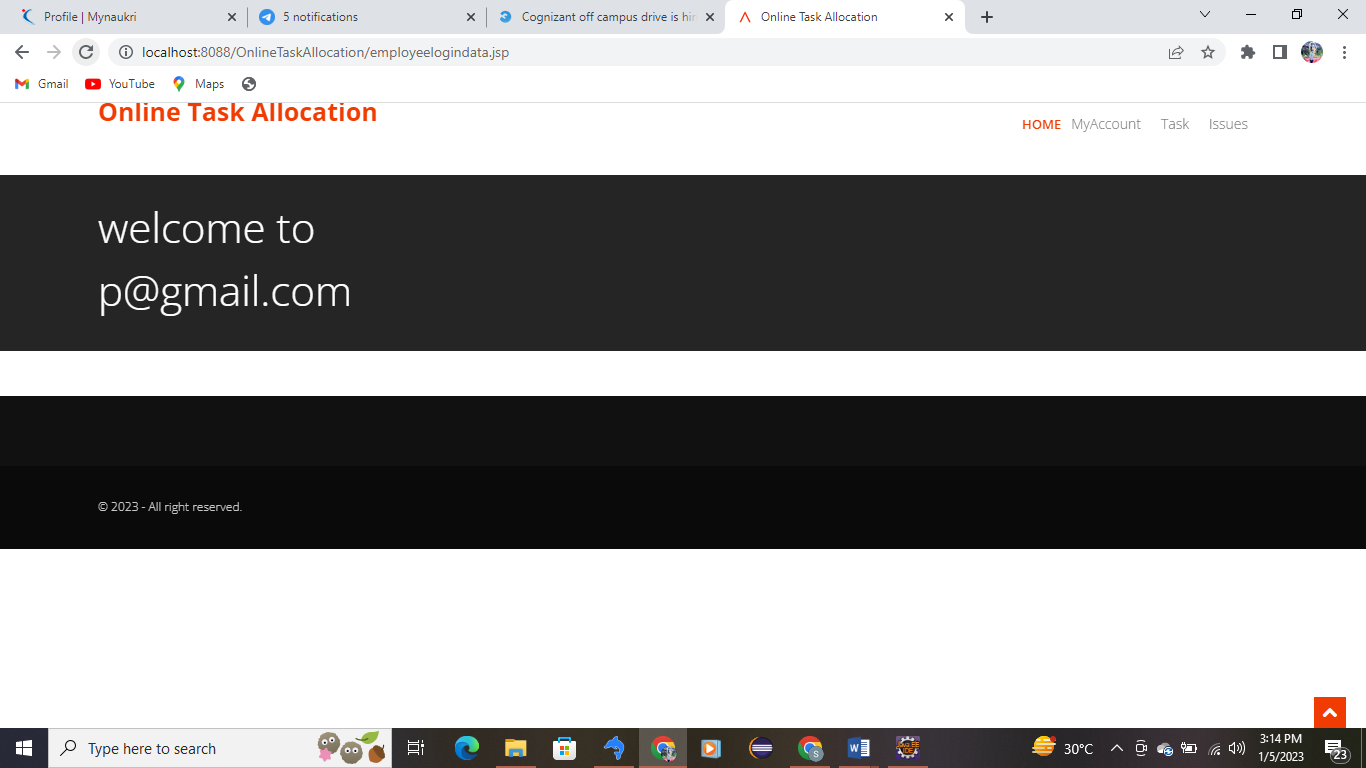 Profile | Mynaukri
5 notifications
Cognizant off campus drive is hir
Online Task Allocation
localhost:8088/OnlineTaskAllocation/employeelogindata.jsp
Gmail
YouTube
Maps
Online Task Allocation
HOME MyAccount Task Issues
welcome to
p@gmail.com
© 2023 - All right reserved.
Type here to search
30°C
3:14 PM
1/5/2023
23